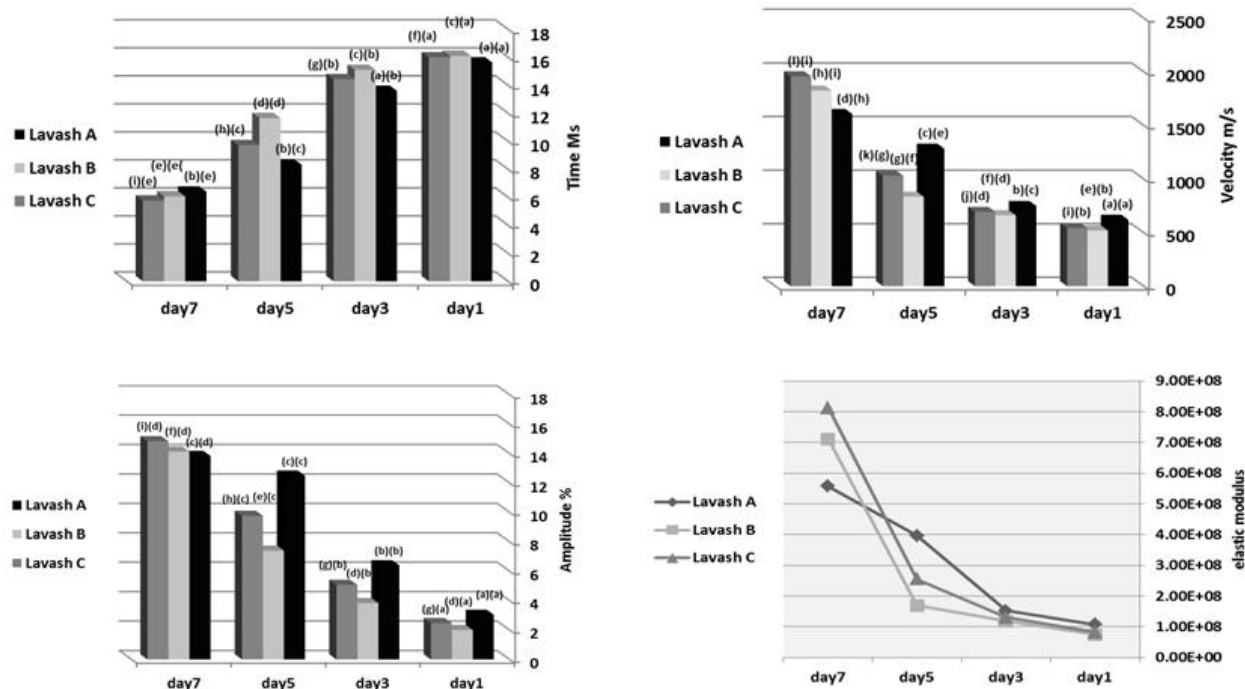 (c)(a)
(f)(a)
(a)(a)
(g)(b)
(c)(b)
(a)(b)
(d)(d)
(h)(c)
(b)(c)
(e)(e(
(b)(e)
(i)(e)
Lavash A
Lavash B
Lavash C
18
16
14
12
10
8
6
4
2
0
Time Ms
day7 day5 day3 day1
(h)(i)
(d)(h)
(c)(e)
(k)(g)
(g)(f)
(f)(d)
(j)(d)
b)(c)
(e)(b)
(i)(b)
(a)(a)
Lavash A
Lavash B
Lavash C
2500
2000
1500
1000
500
0
Velocity m/s
day7 day5 day3 day1
(i)(d)
(f)(d)
(c)(d)
(c)(c)
(h)(c)
(e)(c
(b)(b)
(g)(b)
(d)(b
(g)(a)
(d)(a)
(a)(a)
Lavash A
Lavash B
Lavash C
18
16
14
12
10
8
6
4
2
0
Amplitude %
day7 day5 day3 day1
Lavash A
Lavash B
Lavash C
9.00E+08
8.00E+08
7.00E+08
6.00E+08
5.00E+08
4.00E+08
3.00E+08
2.00E+08
1.00E+08
0.00E+00
elastic modulus
day7 day5 day3 day1